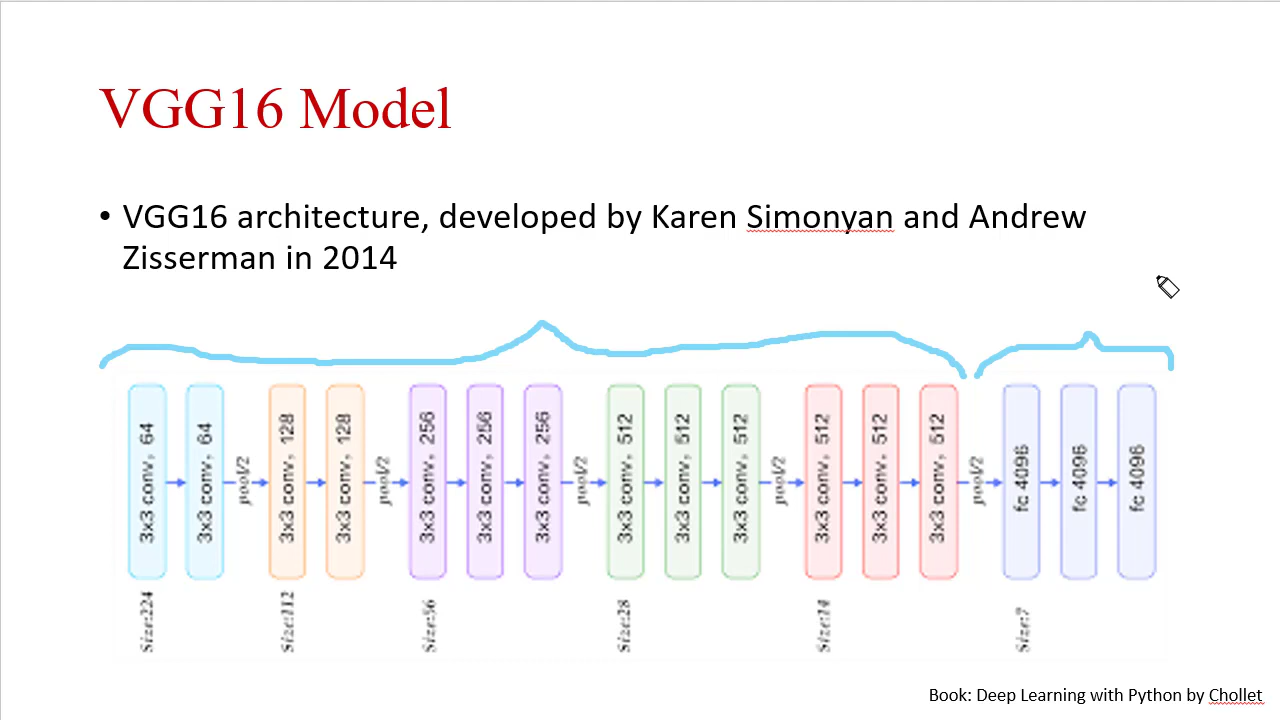 VGG16 Model
• VGG16 architecture, developed by Karen Simonyan and Andrew
Zisserman in 2014
3x3 conv, 64
3x3 conv, 64
pool/2
3x3 conv, 128
3x3 conv, 128
pool/2
3x3 conv, 256
3x3 conv, 256
3x3 conv, 256
pool/2
3x3 conv, 512
3x3 conv, 512
3x3 conv, 512
pool/2
3x3 conv, 512
3x3 conv, 512
3x3 conv, 512
pool/2
fc 4096
fc 4096
fc 4096
Size:224
Size:112
Size:56
Size:28
Size:14
Size:7
Book: Deep Learning with Python by Chollet